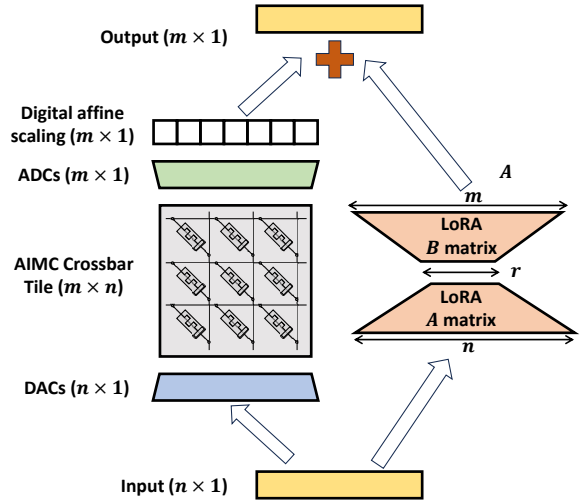 Output (m × 1)
Digital affine
scaling (m × 1)
ADCs (m × 1)
AIMC Crossbar
Tile (m × n)
DACs (n × 1)
Input (n × 1)
A
m
LoRA
B matrix
r
LoRA
A matrix
n